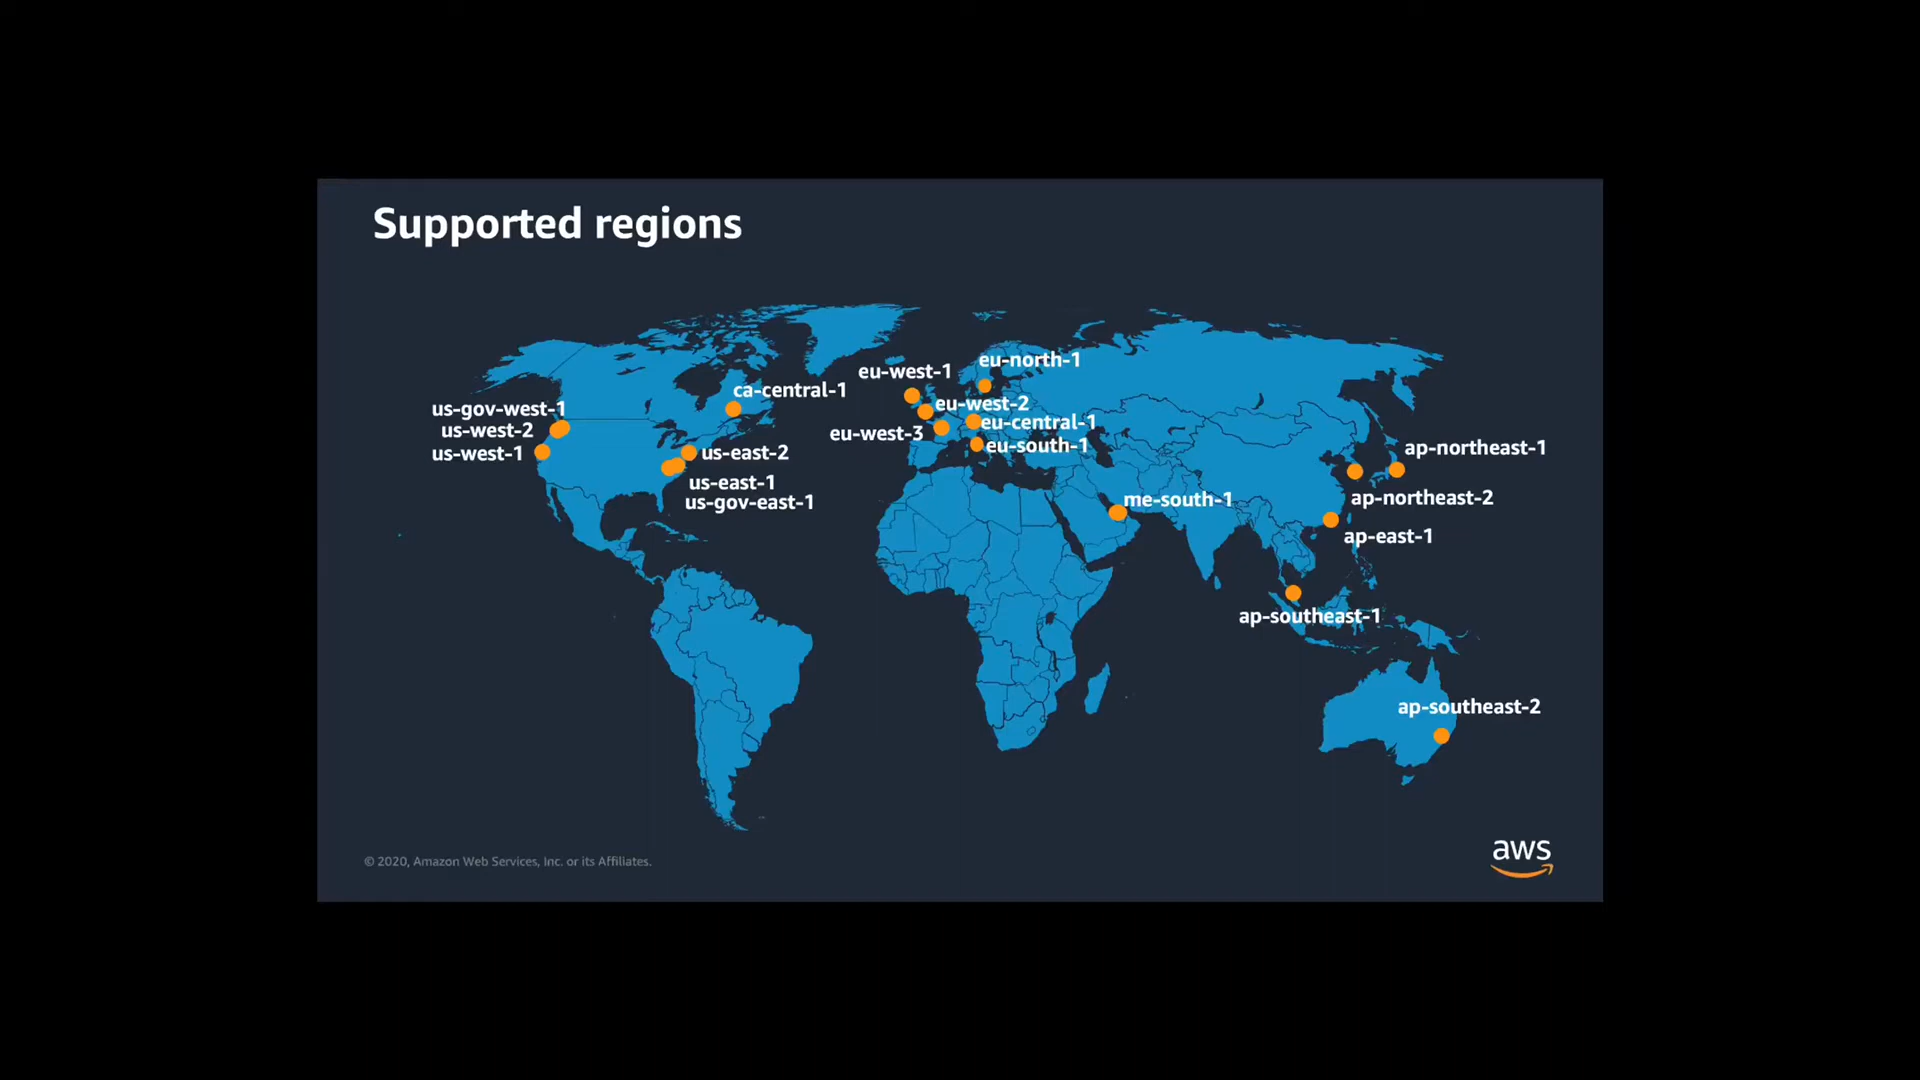 Supported regions
eu-north-1
eu-west-1
ca-central-1
eu-west-2
us-gov-west-1
eu-central-1
us-west-2
eu-west-3
eu-south-1
ap-northeast-1
us-west-1
us-east-2
us-east-1
ap-northeast-2
me-south-1
us-gov-east-1
ap-east-1
ap-southeast-1
ap-southeast-2
aws
© 2020, Amazon Web Services, Inc. or its Affiliates.